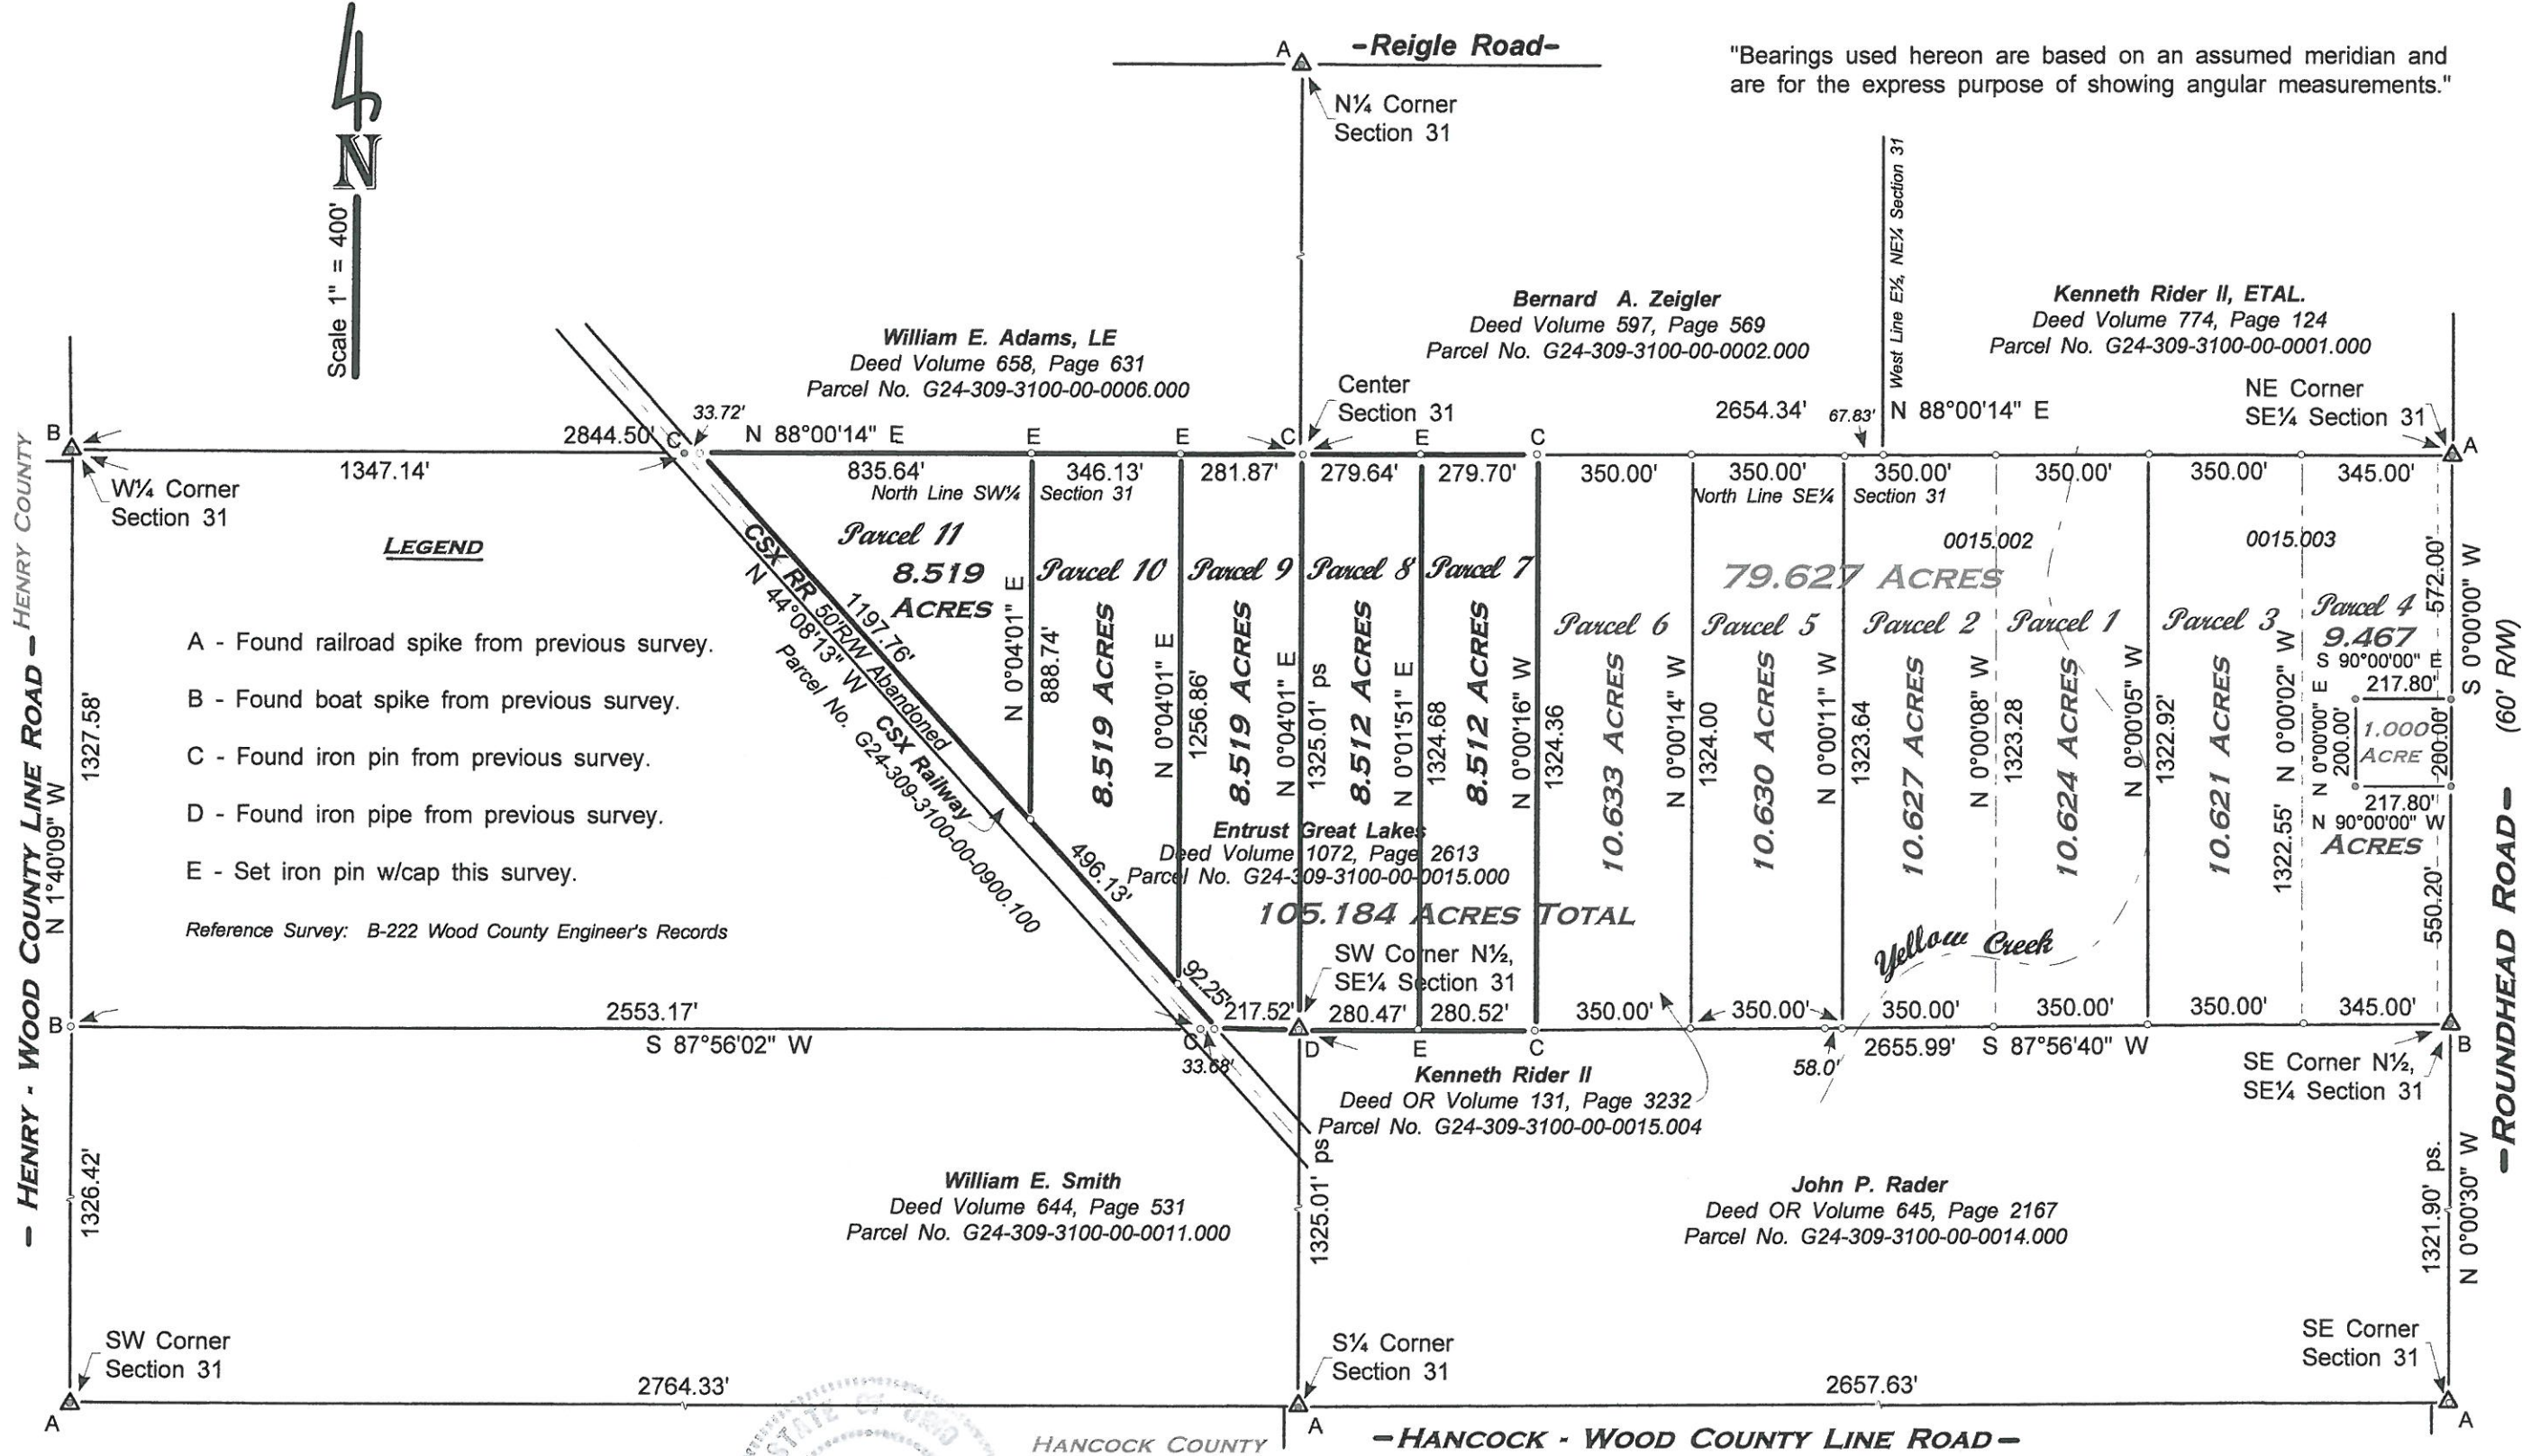 -Reigle Road-
"Bearings used hereon are based on an assumed meridian and
are for the express purpose of showing angular measurements."
A
N¼ Corner
Section 31
N
Scale 1" = 400'
West Line E½, NE¼ Section 31
William E. Adams, LE
Deed Volume 658, Page 631
Parcel No. G24-309-3100-00-0006.000
Bernard A. Zeigler
Deed Volume 597, Page 569
Parcel No. G24-309-3100-00-0002.000
Kenneth Rider II, ETAL.
Deed Volume 774, Page 124
Parcel No. G24-309-3100-00-0001.000
Center
Section 31
NE Corner
SE¼ Section 31
33.72'
2654.34' 67.83' N 88°00'14" E
B 2844.50' C N 88°00'14" E E E C E C A
1347.14' 835.64' 346.13' 281.87' 279.64' 279.70' 350.00' 350.00' 350.00' 350.00' 350.00' 345.00'
North Line SW¼ Section 31
North Line SE¼ Section 31
W¼ Corner
Section 31
HENRY COUNTY
- HENRY - WOOD COUNTY LINE ROAD -
N 1°40'09" W
1327.58'
1326.42'
LEGEND
A - Found railroad spike from previous survey.
B - Found boat spike from previous survey.
C - Found iron pin from previous survey.
D - Found iron pipe from previous survey.
E - Set iron pin w/cap this survey.
Reference Survey: B-222 Wood County Engineer's Records
CSX RR 50'R/W Abandoned
N 44°08'13" W CSX Railway
Parcel No. G24-309-3100-00-0900.100
1197.76'
496.13'
92.25'
Parcel 11
8.519
ACRES
N 0°04'01" E
888.74'
Parcel 10
8.519 ACRES
N 0°04'01" E
1256.86'
Parcel 9
8.519 ACRES
N 0°04'01" E
1325.01' ps
Parcel 8
8.512 ACRES
N 0°01'51" E
1324.68
Parcel 7
8.512 ACRES
N 0°00'16" W
1324.36
79.627 ACRES
Parcel 6
10.633 ACRES
N 0°00'14" W
1324.00
Parcel 5
10.630 ACRES
N 0°00'11" W
1323.64
0015.002
Parcel 2
10.627 ACRES
N 0°00'08" W
1323.28
Parcel 1
10.624 ACRES
N 0°00'05" W
1322.92'
0015.003
Parcel 3
10.621 ACRES
N 0°00'02" W
1322.55'
Parcel 4
9.467
S 90°00'00" E
217.80'
N 0°00'00" E
200.00'
1.000
ACRE
200.00'
217.80'
N 90°00'00" W
ACRES
572.00'
550.20'
S 0°00'00" W
(60' R/W)
-ROUNDHEAD ROAD-
Entrust Great Lakes
Deed Volume 1072, Page 2613
Parcel No. G24-309-3100-00-0015.000
105.184 ACRES TOTAL
SW Corner N½,
SE¼ Section 31
Yellow Creek
B 2553.17' 217.52' 280.47' 280.52' 350.00' 350.00' 350.00' 350.00' 350.00' 345.00'
S 87°56'02" W C D E C 2655.99' S 87°56'40" W B
33.68'
58.0'
SE Corner N½,
SE¼ Section 31
Kenneth Rider II
Deed OR Volume 131, Page 3232
Parcel No. G24-309-3100-00-0015.004
William E. Smith
Deed Volume 644, Page 531
Parcel No. G24-309-3100-00-0011.000
John P. Rader
Deed OR Volume 645, Page 2167
Parcel No. G24-309-3100-00-0014.000
1325.01' ps
1321.90' ps.
N 0°00'30" W
SW Corner
Section 31
S¼ Corner
Section 31
SE Corner
Section 31
2764.33'
2657.63'
A
A
A
STATE OF OHIO
HANCOCK COUNTY
-HANCOCK - WOOD COUNTY LINE ROAD-